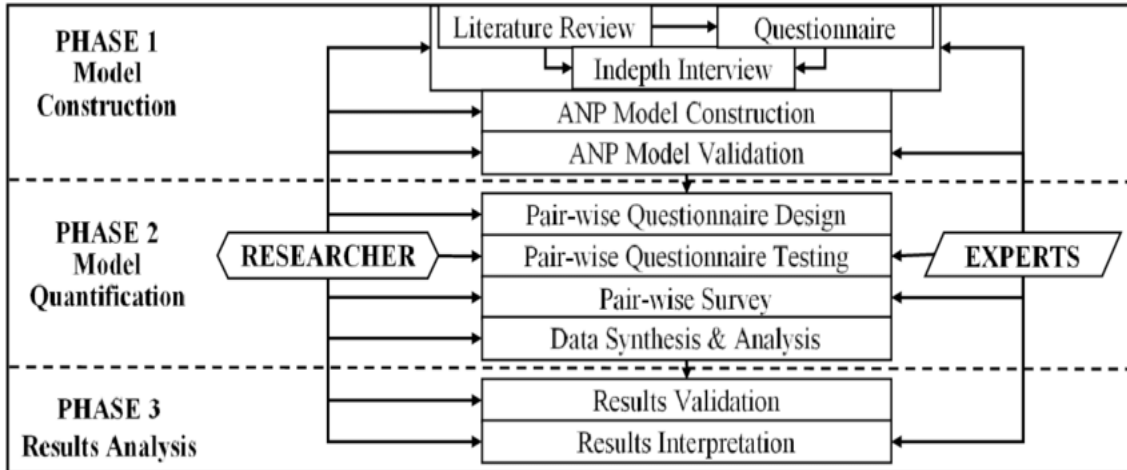 PHASE 1
Model
Construction
Literature Review
Questionnaire
Indepth Interview
ANP Model Construction
ANP Model Validation
PHASE 2
Model
Quantification
RESEARCHER
Pair-wise Questionnaire Design
Pair-wise Questionnaire Testing
Pair-wise Survey
Data Synthesis & Analysis
EXPERTS
PHASE 3
Results Analysis
Results Validation
Results Interpretation